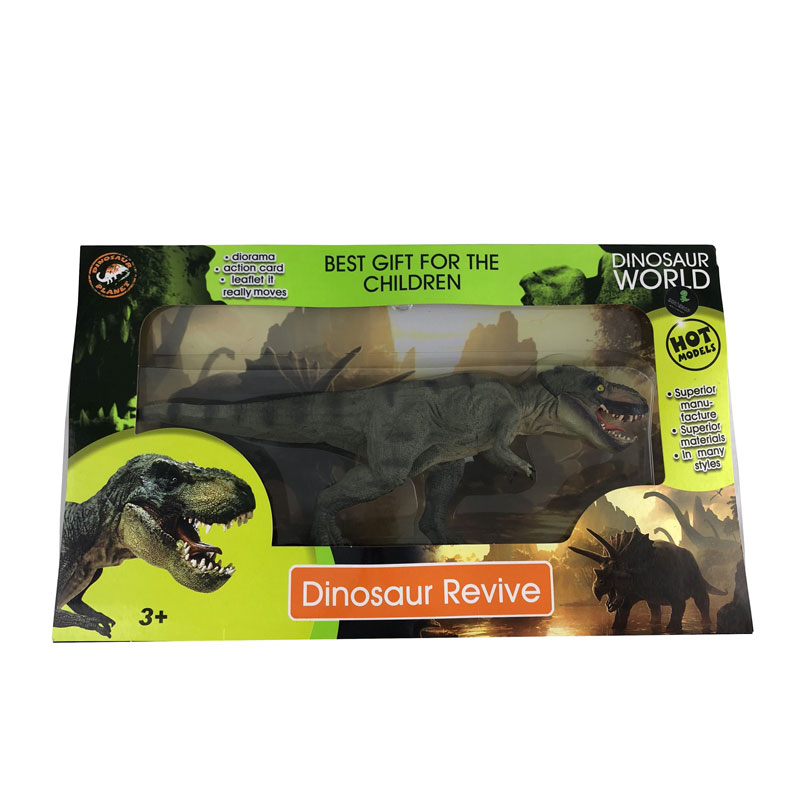 DINOSAUR
PLANET
• diorama
• action card
• leaflet it
really moves
BEST GIFT FOR THE
CHILDREN
DINOSAUR
WORLD
HOT
MODELS
• Superior
manu-
facture
• Superior
materials
• In many
styles
3+
Dinosaur Revive